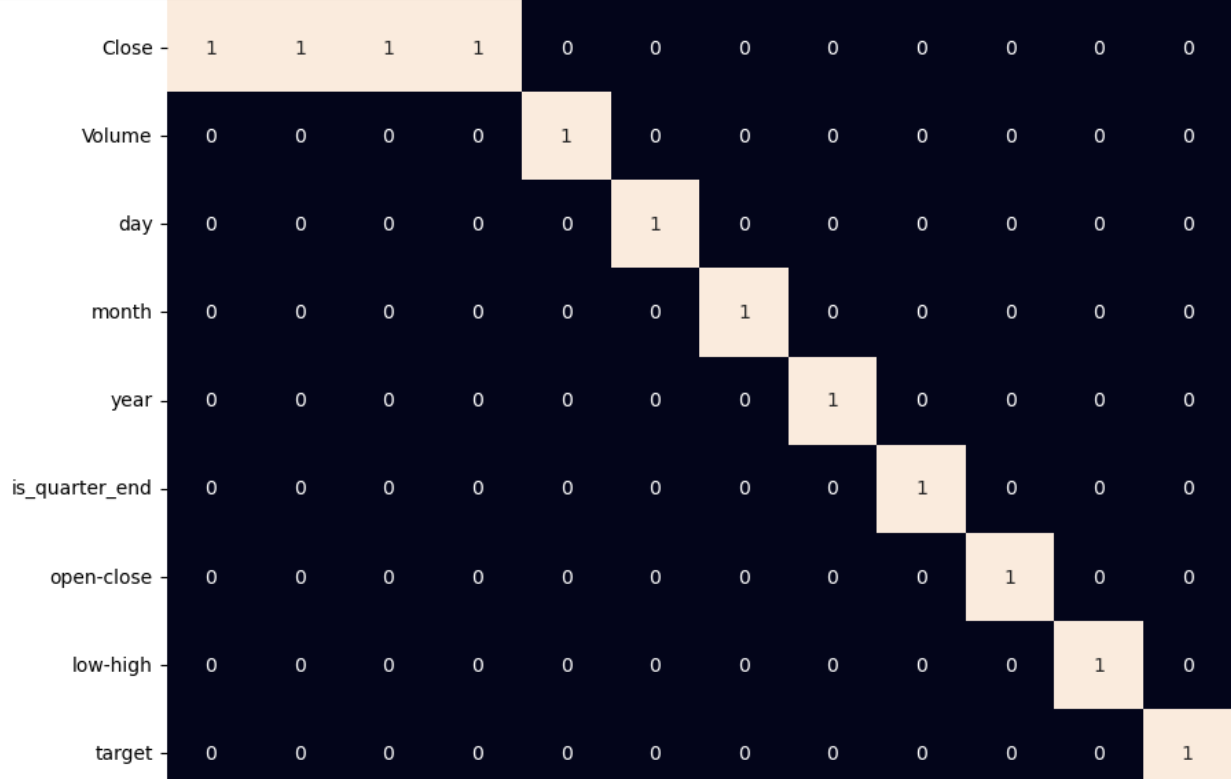 Close 1 1 1 1 0 0 0 0 0 0 0 0
Volume 0 0 0 0 1 0 0 0 0 0 0 0
day 0 0 0 0 0 1 0 0 0 0 0 0
month 0 0 0 0 0 0 1 0 0 0 0 0
year 0 0 0 0 0 0 0 1 0 0 0 0
is_quarter_end 0 0 0 0 0 0 0 0 1 0 0 0
open-close 0 0 0 0 0 0 0 0 0 1 0 0
low-high 0 0 0 0 0 0 0 0 0 0 1 0
target 0 0 0 0 0 0 0 0 0 0 0 1